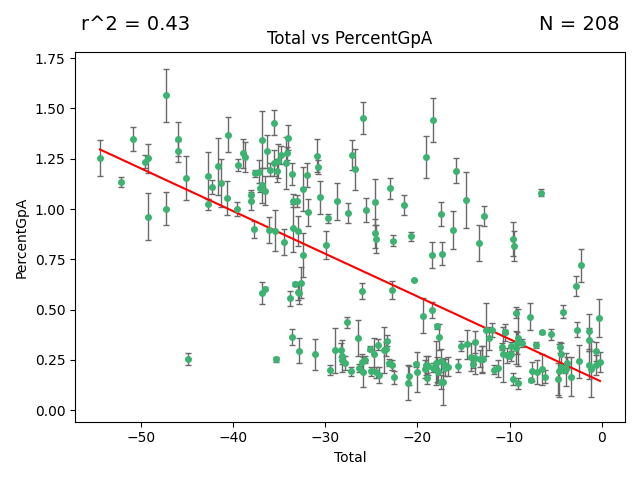 r^2 = 0.43
N = 208
Total vs PercentGpA
1.75
1.50
1.25
1.00
0.75
0.50
0.25
0.00
PercentGpA
−50
−40
−30
−20
−10
0
Total